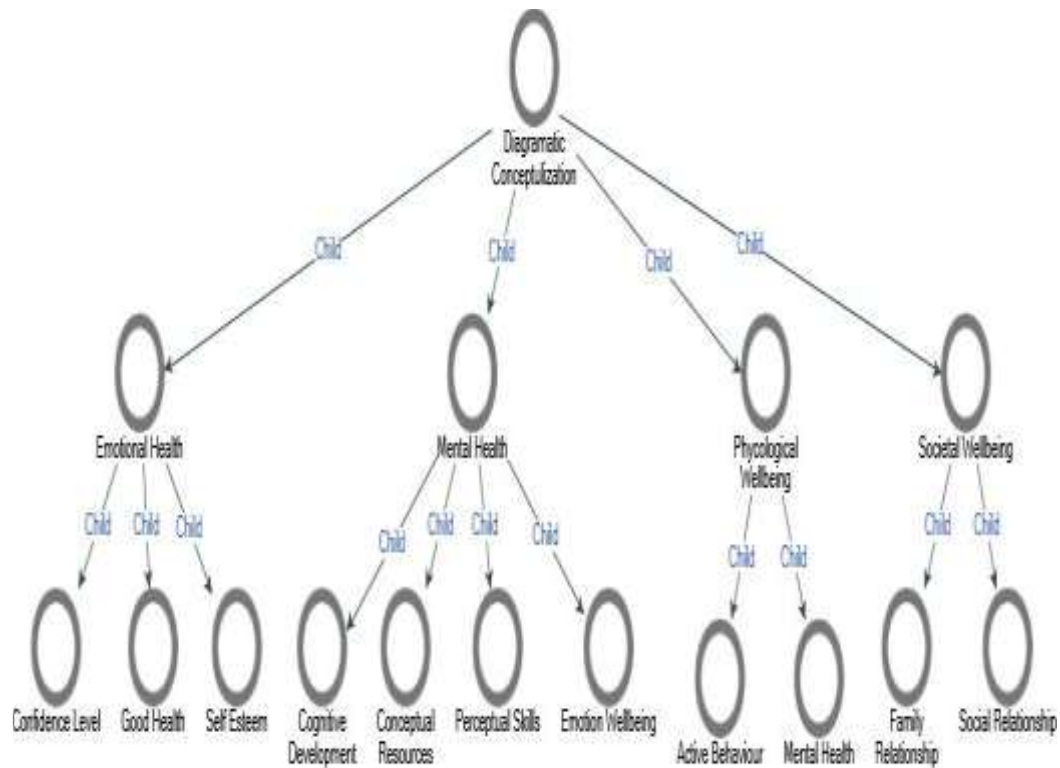 Diagramatic
Conceptulization
Child
Child
Child
Child
Emotional Health
Mental Health
Phycological
Wellbeing
Societal Wellbeing
Child
Child
Child
Child
Child
Child
Child
Child
Child
Child
Child
Confidence Level
Good Health
Self Esteem
Cognitive
Development
Conceptual
Resources
Perceptual Skills
Emotion Wellbeing
Active Behaviour
Mental Health
Family
Relationship
Social Relationship